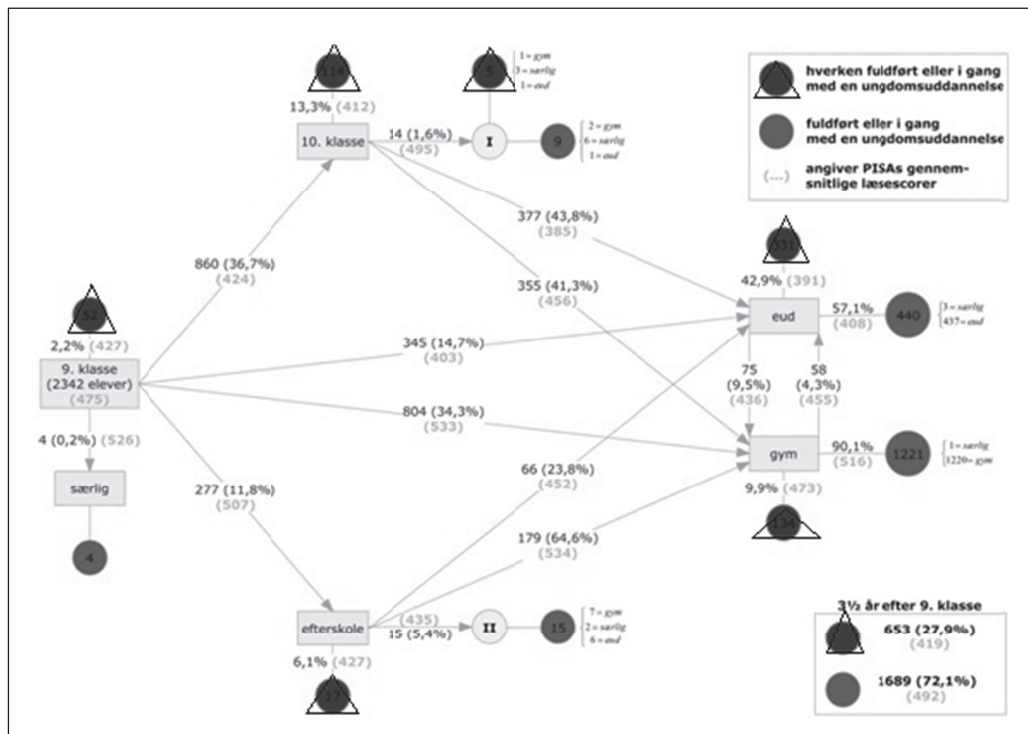 114
13,3% (412)
10. klasse
14 (1,6%)
(495)
I
5
1 = gym
3 = særlig
1 = eud
9
2 = gym
6 = særlig
1 = eud
hverken fuldført eller i gang
med en ungdomsuddannelse
fuldført eller i gang
med en ungdomsuddannelse
(...)
angiver PISAs gennem-
snitlige læsescorer
377 (43,8%)
(385)
860 (36,7%)
(424)
355 (41,3%)
(456)
331
42,9% (391)
eud
57,1%
(408)
440
3 = særlig
437 = eud
52
2,2% (427)
9. klasse
(2342 elever)
(475)
345 (14,7%)
(403)
75
(9,5%)
(436)
58
(4,3%)
(455)
804 (34,3%)
(533)
4 (0,2%) (526)
særlig
4
277 (11,8%)
(507)
66 (23,8%)
(452)
gym
90,1%
(516)
1221
1 = særlig
1220 = gym
9,9% (473)
134
179 (64,6%)
(534)
efterskole
(435)
15 (5,4%)
II
15
7 = gym
2 = særlig
6 = eud
6,1% (427)
17
3½ år efter 9. klasse
653 (27,9%)
(419)
1689 (72,1%)
(492)